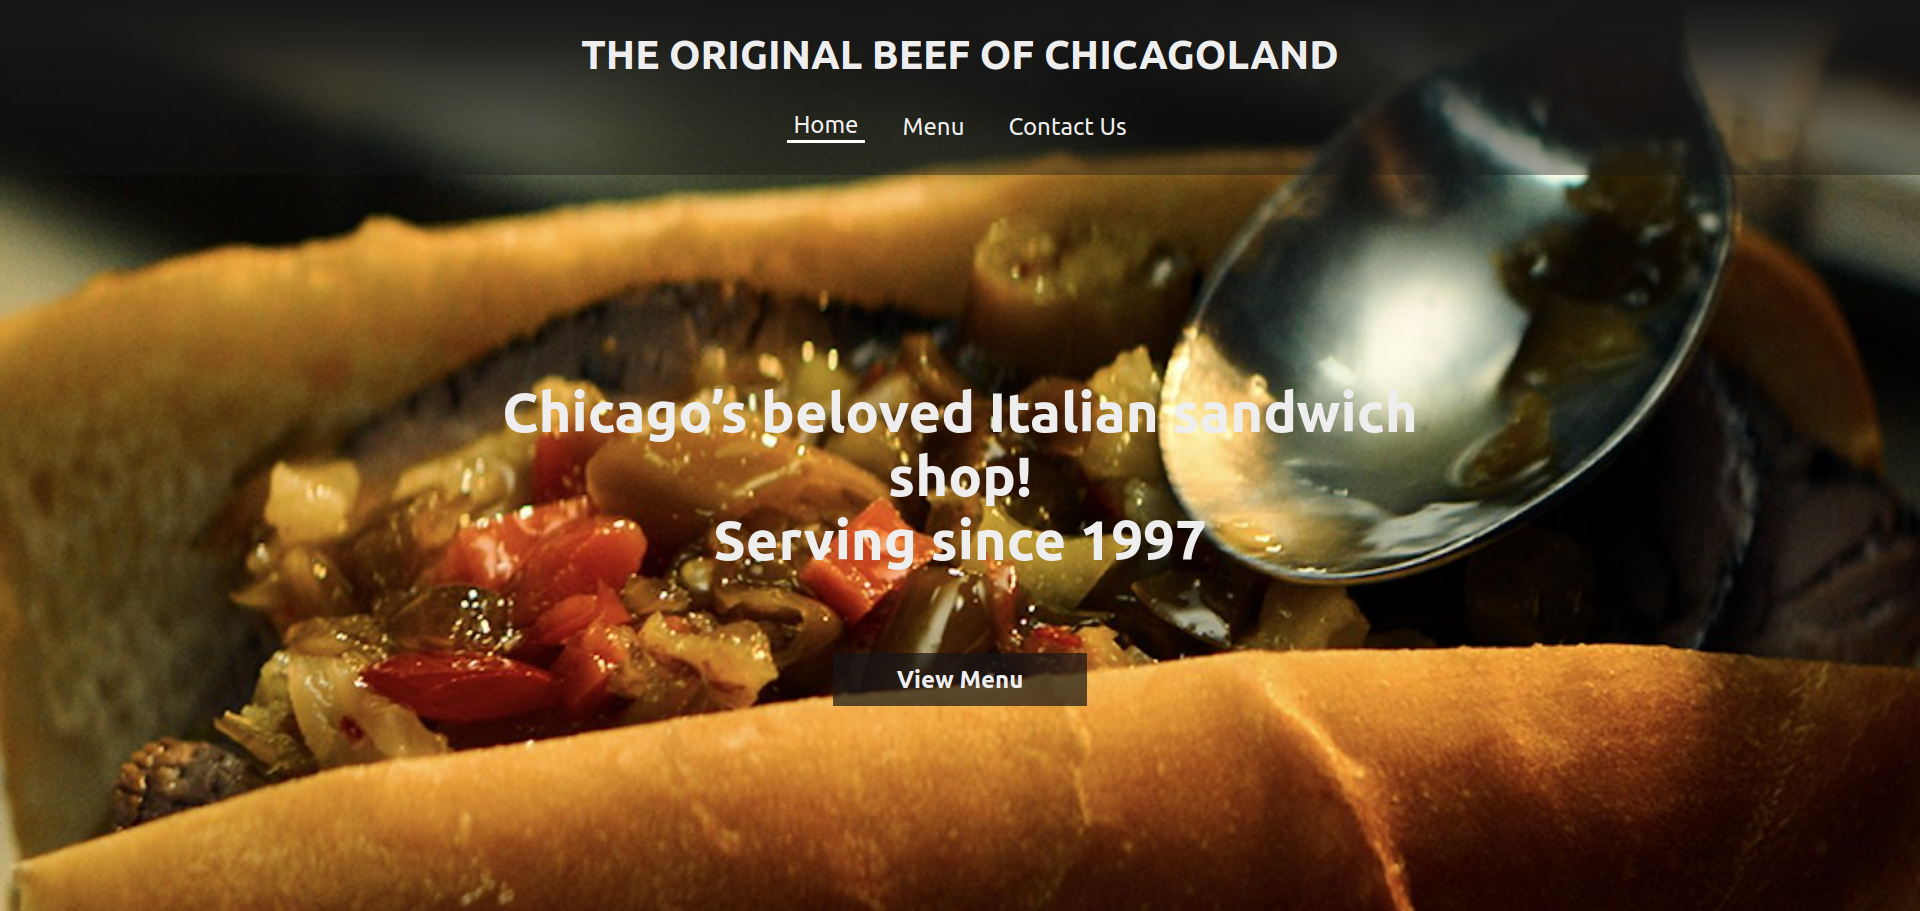 THE ORIGINAL BEEF OF CHICAGOLAND
Home Menu Contact Us
Chicago’s beloved Italian sandwich
shop!
Serving since 1997
View Menu